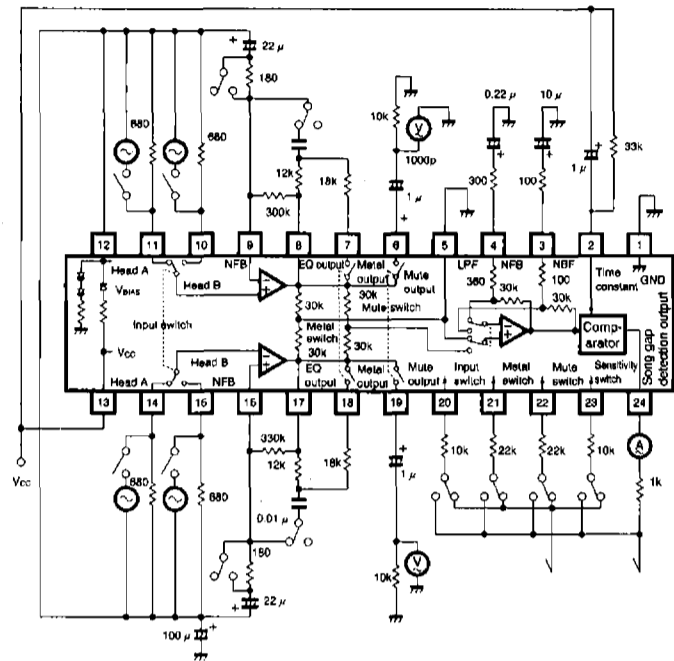 22 μ
180
680
680
300k
12k
18k
10k
V
1000p
1 μ
0.22 μ
10 μ
300
100
1 μ
33k
12
11
10
9
8
7
6
5
4
3
2
1
Head A
NFB
EQ output
Metal output
Mute output
LPF
NFB
NBF
Time constant
GND
VBIAS
Head B
Mute switch
360
100
30k
30k
30k
30k
Input switch
Metal switch
30k
30k
Comp-arator
Song gap detection output
Vcc
Head B
Head A
NFB
EQ output
Metal output
Mute output
Input switch
Metal switch
Mute switch
Sensitivity switch
13
14
16
15
17
18
19
20
21
22
23
24
330k
12k
18k
1 μ
10k
22k
22k
10k
A
1k
Vcc
680
680
0.01 μ
180
V
10k
22 μ
100 μ